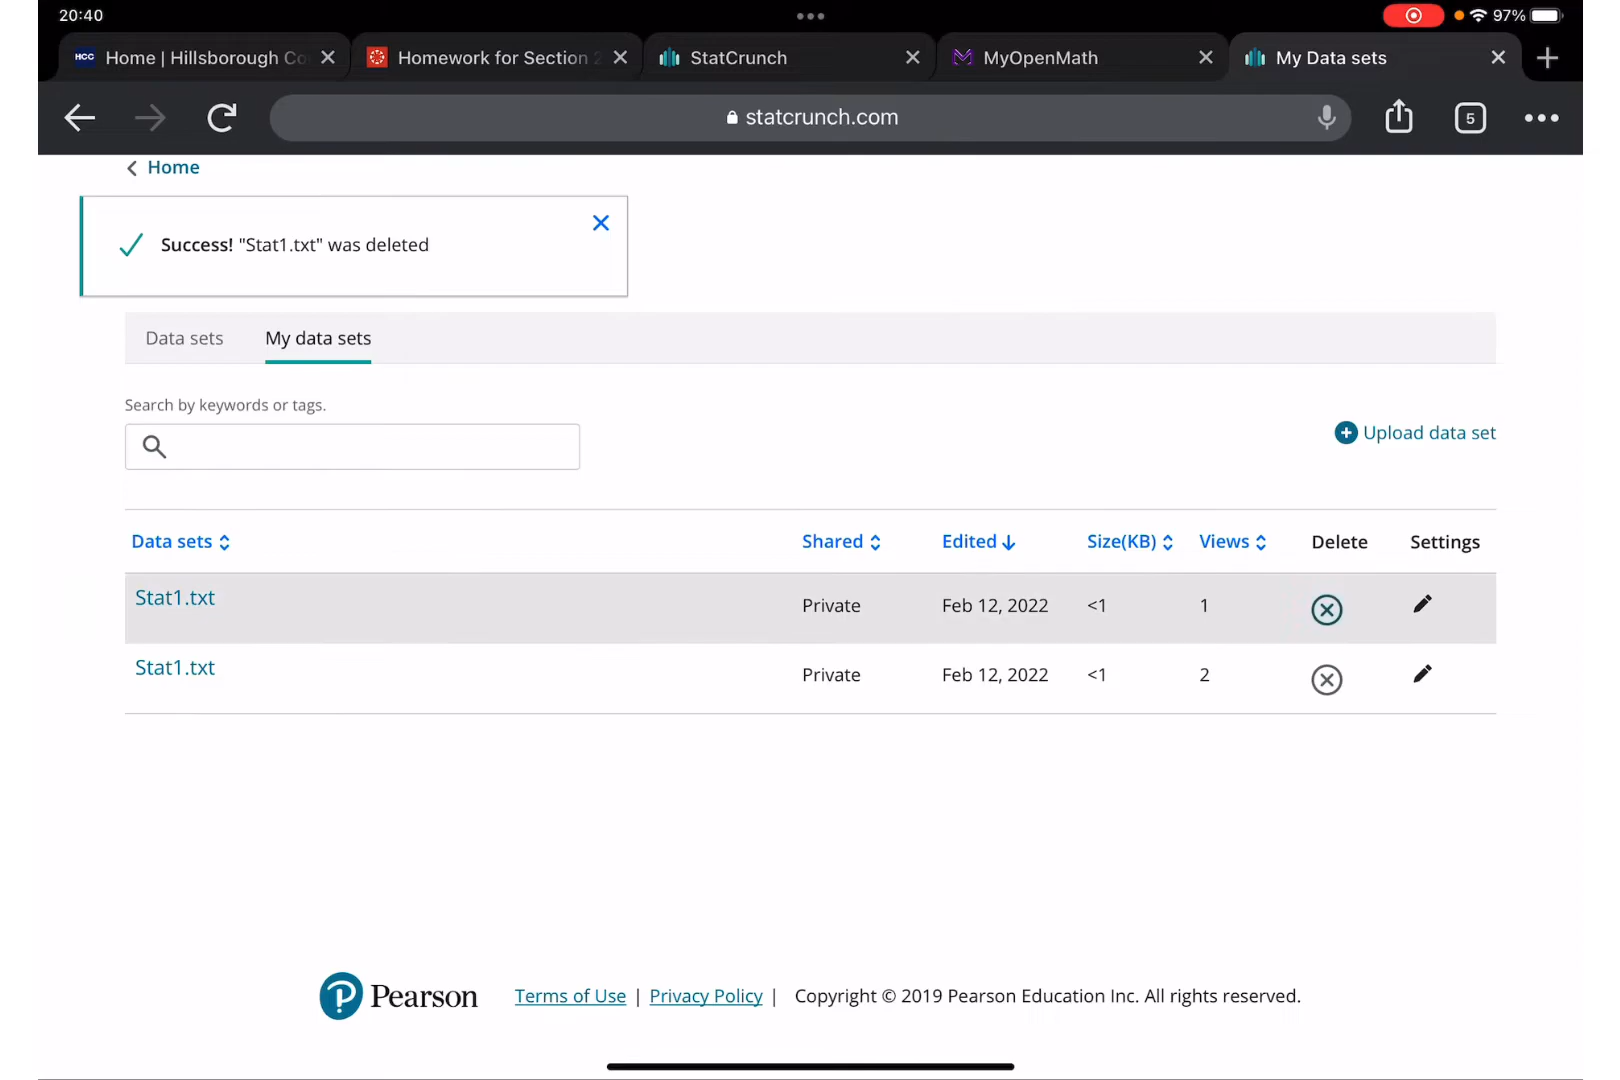 20:40
97%
HCC Home | Hillsborough Co
Homework for Section 2
StatCrunch
MyOpenMath
My Data sets
statcrunch.com
5
Home
Success! "Stat1.txt" was deleted
Data sets
My data sets
Search by keywords or tags.
Upload data set
Data sets Shared Edited Size(KB) Views Delete Settings
Stat1.txt Private Feb 12, 2022 <1 1
Stat1.txt Private Feb 12, 2022 <1 2
Pearson Terms of Use | Privacy Policy | Copyright © 2019 Pearson Education Inc. All rights reserved.